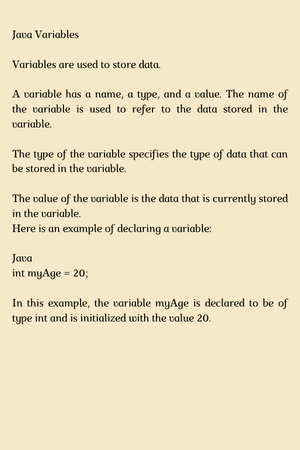 Java Variables
Variables are used to store data.
A variable has a name, a type, and a value. The name of
the variable is used to refer to the data stored in the
variable.
The type of the variable specifies the type of data that can
be stored in the variable.
The value of the variable is the data that is currently stored
in the variable.
Here is an example of declaring a variable:
Java
int myAge = 20;
In this example, the variable myAge is declared to be of
type int and is initialized with the value 20.